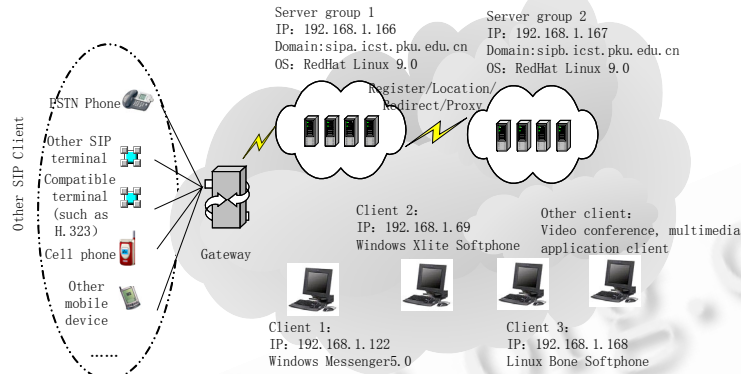 Server group 1
IP: 192.168.1.166
Domain:sipa.icst.pku.edu.cn
OS: RedHat Linux 9.0
Server group 2
IP: 192.168.1.167
Domain:sipb.icst.pku.edu.cn
OS: RedHat Linux 9.0
Register/Location/
Redirect/Proxy
Other SIP Client
PSTN Phone
Other SIP
terminal
Compatible
terminal
(such as
H.323)
Cell phone
Other
mobile
device
......
Gateway
Client 2:
IP: 192.168.1.69
Windows Xlite Softphone
Other client:
Video conference, multimedia
application client
Client 1:
IP: 192.168.1.122
Windows Messenger5.0
Client 3:
IP: 192.168.1.168
Linux Bone Softphone